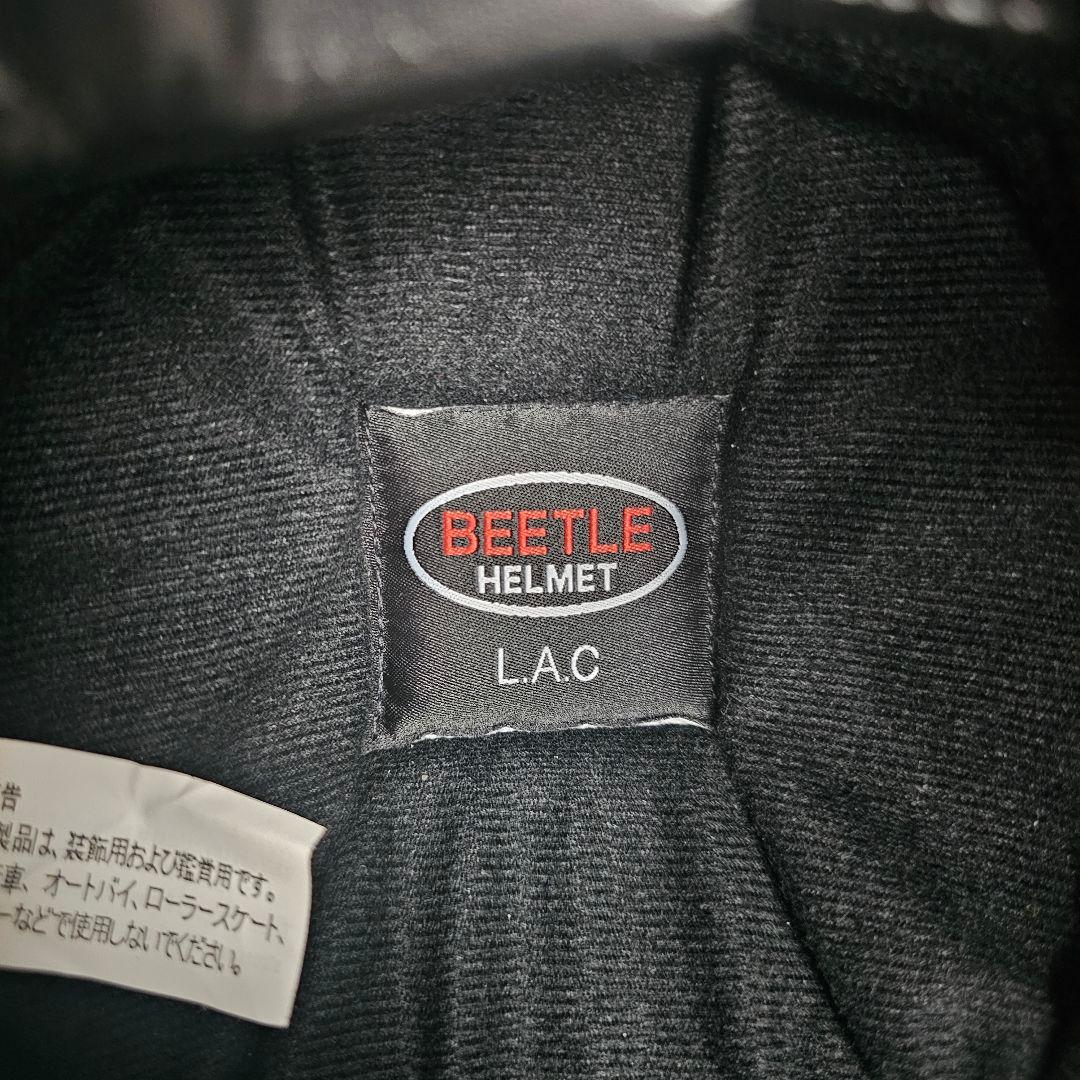 BEETLE
HELMET
L.A.C
告
製品は、装飾用および鑑賞用です。
車、オートバイ、ローラースケート、
ーなどで使用しないでください。